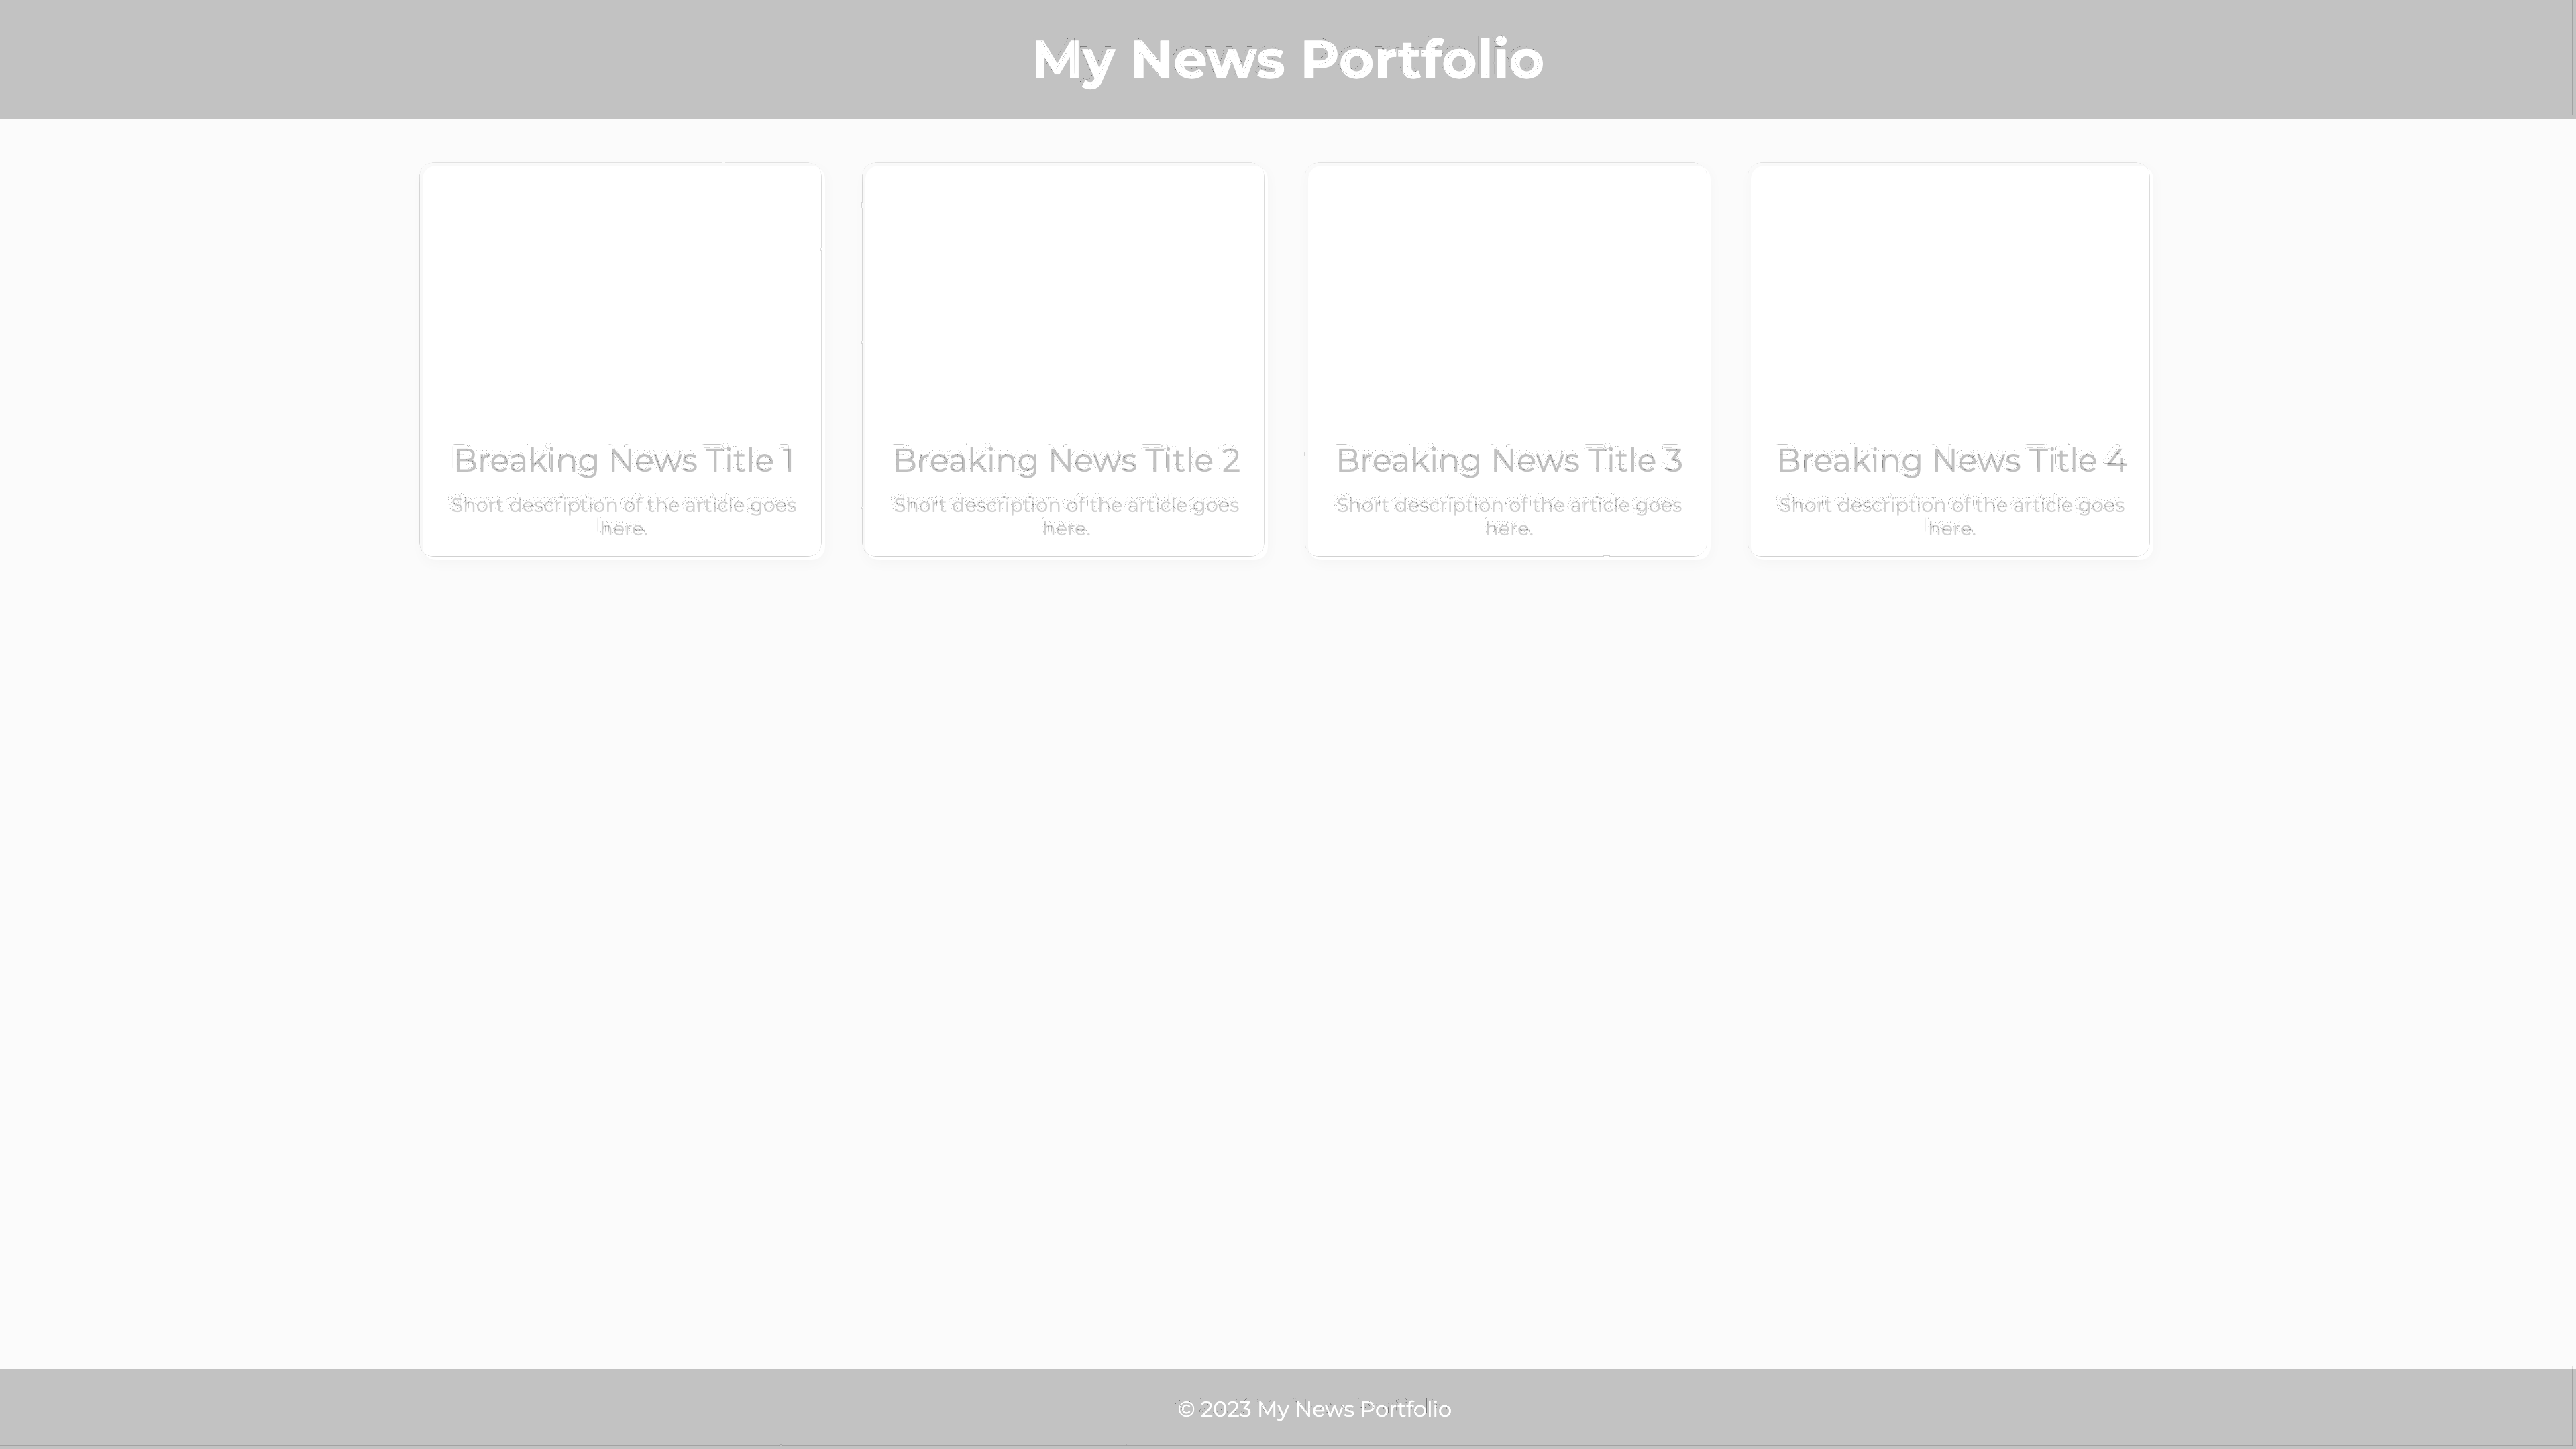 My News Portfolio
Breaking News Title 1
Short description of the article goes
here.
Breaking News Title 2
Short description of the article goes
here.
Breaking News Title 3
Short description of the article goes
here.
Breaking News Title 4
Short description of the article goes
here.
© 2023 My News Portfolio